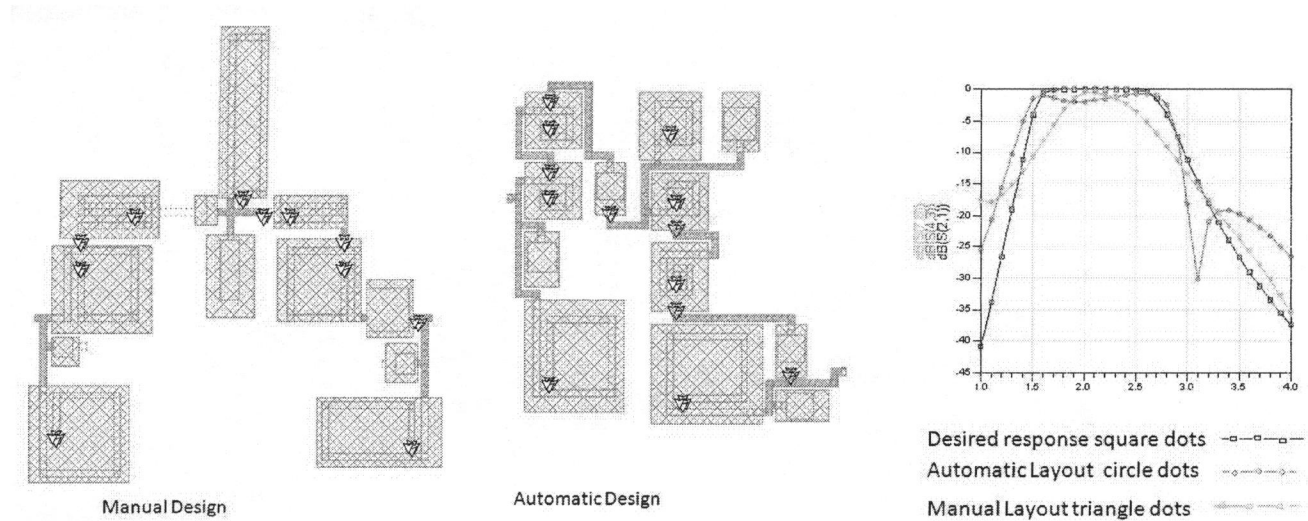 Manual Design
Automatic Design
0
-5
-10
-15
-20
-25
-30
-35
-40
-45
dB(S(2,1))
1.0
1.5
2.0
2.5
3.0
3.5
4.0
Desired response square dots
Automatic Layout circle dots
Manual Layout triangle dots